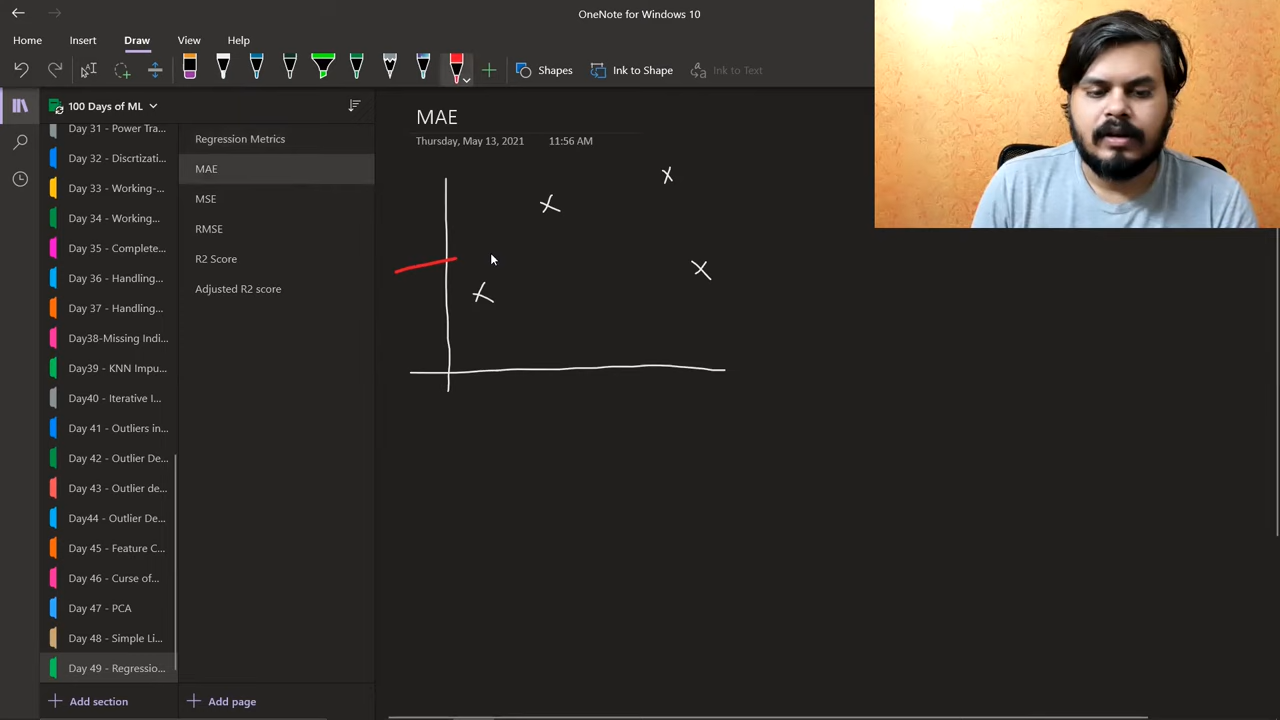 OneNote for Windows 10
Home Insert Draw View Help
Shapes Ink to Shape Ink to Text
100 Days of ML
Day 31 - Power Tra...
Day 32 - Discrtizati...
Day 33 - Working-...
Day 34 - Working...
Day 35 - Complete...
Day 36 - Handling...
Day 37 - Handling...
Day38-Missing Indi...
Day39 - KNN Impu...
Day40 - Iterative I...
Day 41 - Outliers in...
Day 42 - Outlier De...
Day 43 - Outlier de...
Day44 - Outlier De...
Day 45 - Feature C...
Day 46 - Curse of...
Day 47 - PCA
Day 48 - Simple Li...
Day 49 - Regressio...
Add section
Regression Metrics
MAE
MSE
RMSE
R2 Score
Adjusted R2 score
Add page
MAE
Thursday, May 13, 2021 11:56 AM